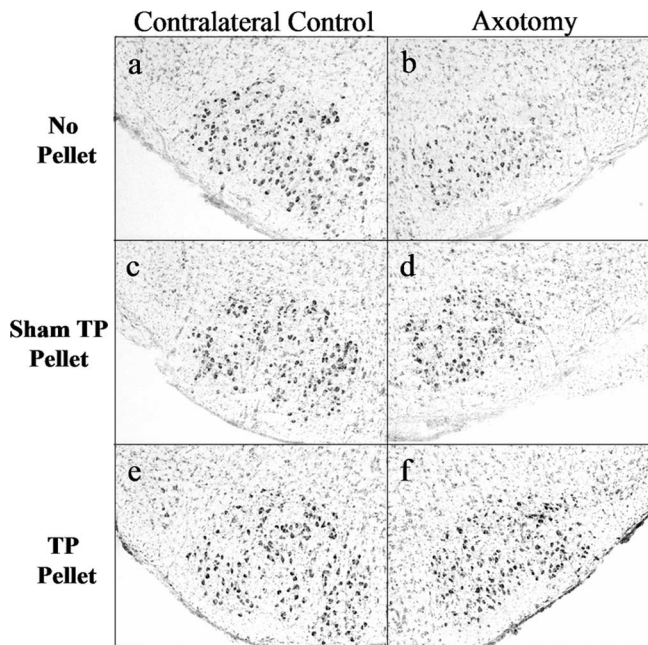 Contralateral Control Axotomy
a b
No
Pellet
c d
Sham TP
Pellet
e f
TP
Pellet